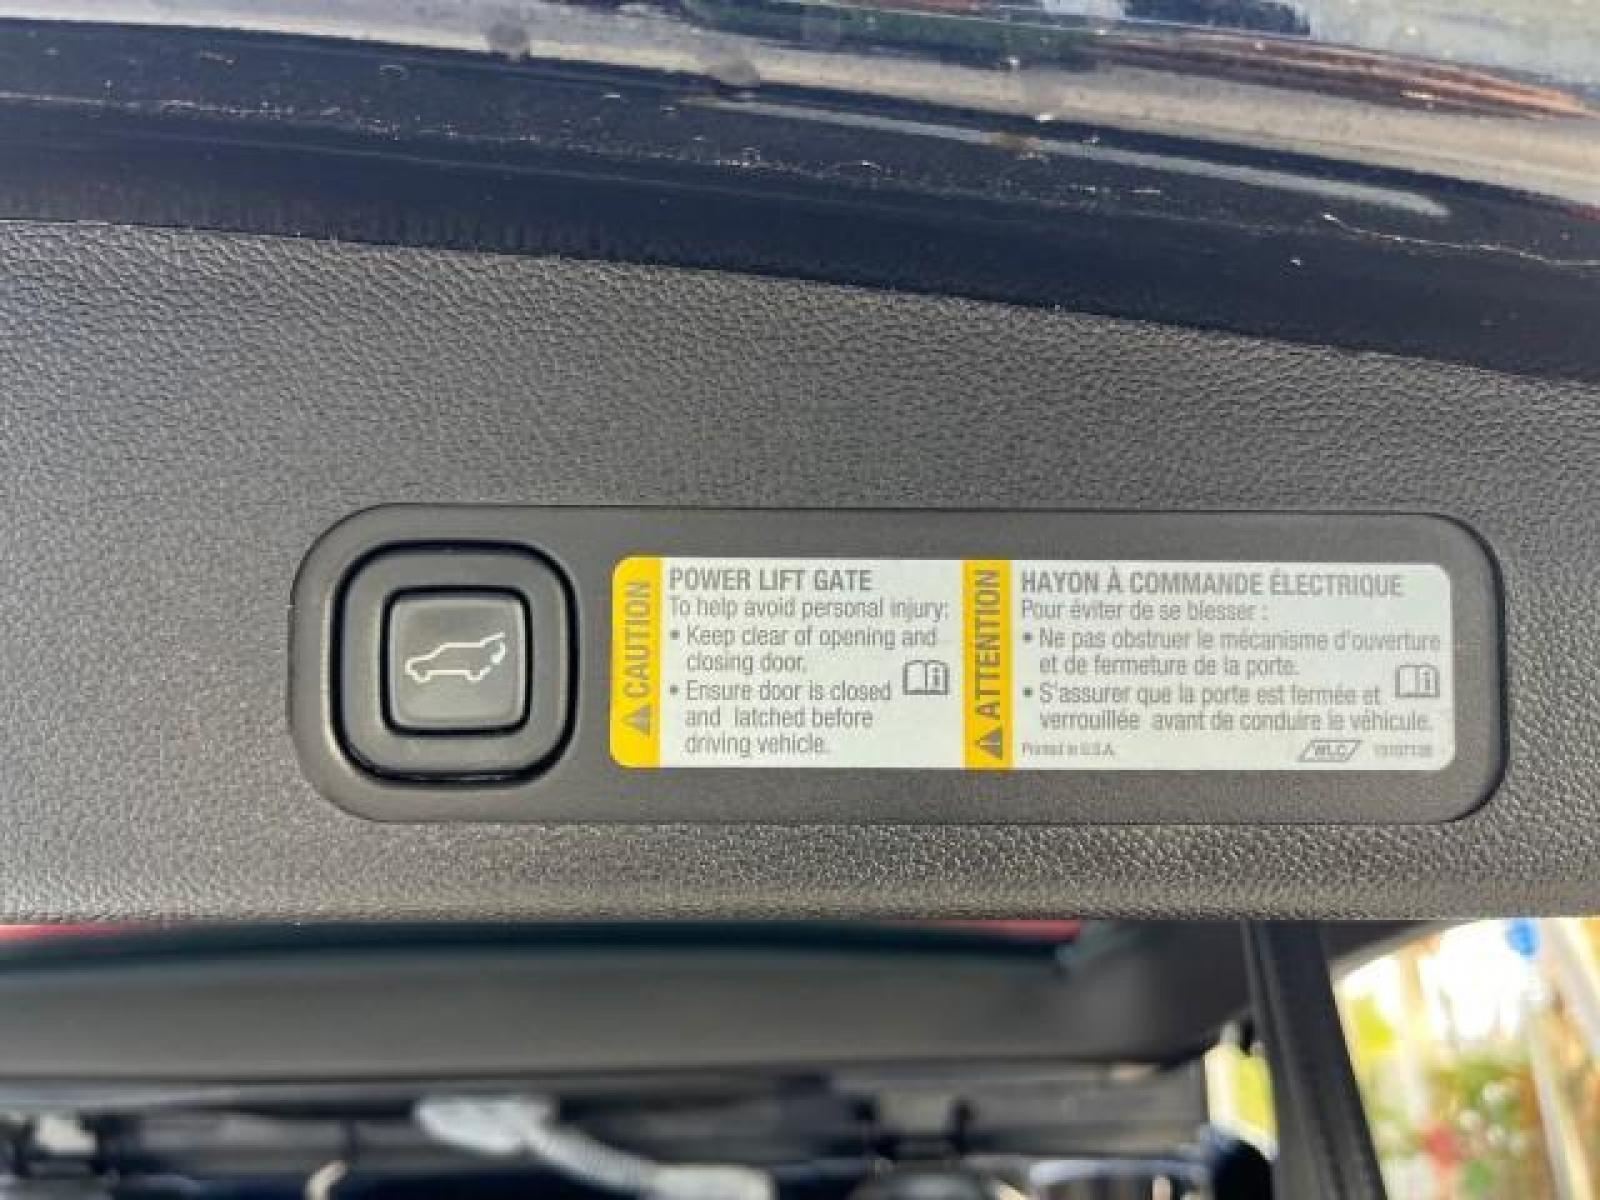 CAUTION
POWER LIFT GATE
To help avoid personal injury:
• Keep clear of opening and
closing door.
• Ensure door is closed
and latched before
driving vehicle.
ATTENTION
HAYON À COMMANDE ÉLECTRIQUE
Pour éviter de se blesser :
• Ne pas obstruer le mécanisme d'ouverture
et de fermeture de la porte.
• S'assurer que la porte est fermée et
verrouillée avant de conduire le véhicule.
Printed in U.S.A.
WLC